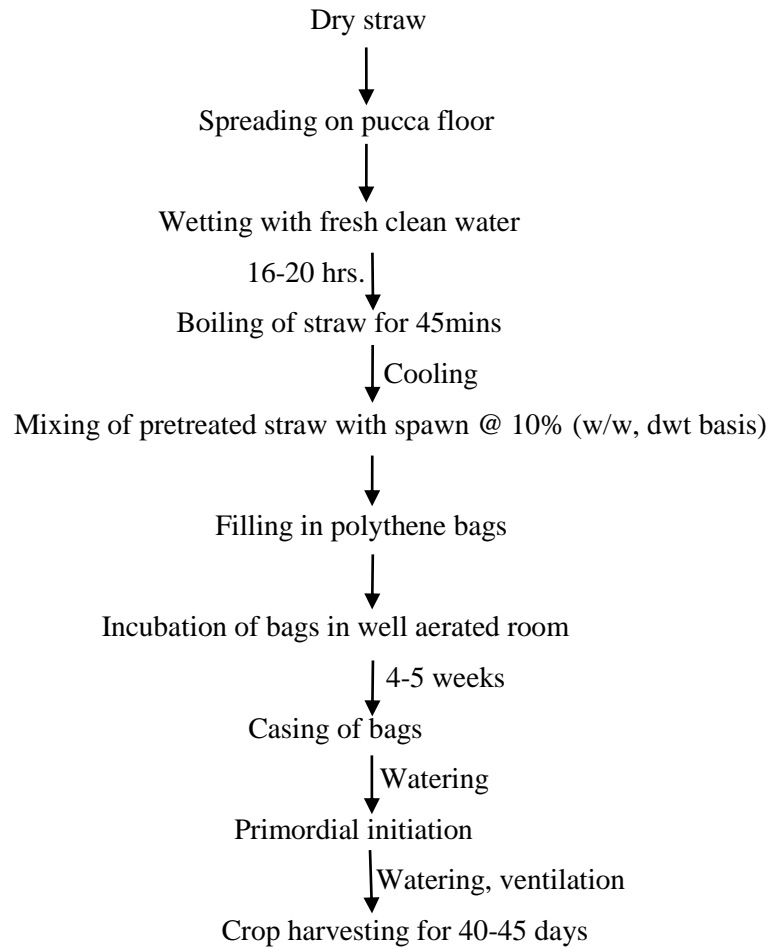 Dry straw
Spreading on pucca floor
Wetting with fresh clean water
16-20 hrs.
Boiling of straw for 45mins
Cooling
Mixing of pretreated straw with spawn @ 10% (w/w, dwt basis)
Filling in polythene bags
Incubation of bags in well aerated room
4-5 weeks
Casing of bags
Watering
Primordial initiation
Watering, ventilation
Crop harvesting for 40-45 days